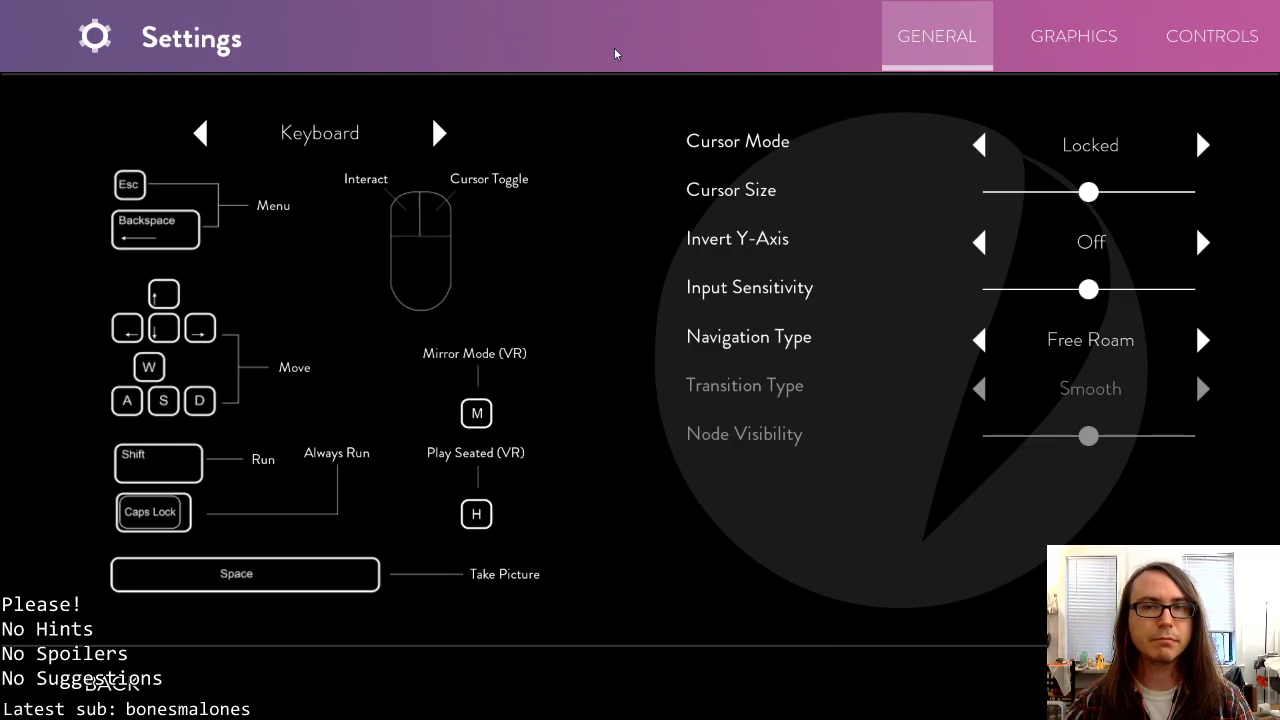 Settings
GENERAL
GRAPHICS
CONTROLS
Keyboard
Interact
Cursor Toggle
Esc
Backspace
Menu
W
A
S
D
Move
Mirror Mode (VR)
M
Shift
Run
Always Run
Play Seated (VR)
Caps Lock
H
Space
Take Picture
Cursor Mode
Locked
Cursor Size
Invert Y-Axis
Off
Input Sensitivity
Navigation Type
Free Roam
Transition Type
Smooth
Node Visibility
Please!
No Hints
No Spoilers
No Suggestions
BACK
Latest sub: bonesmalones